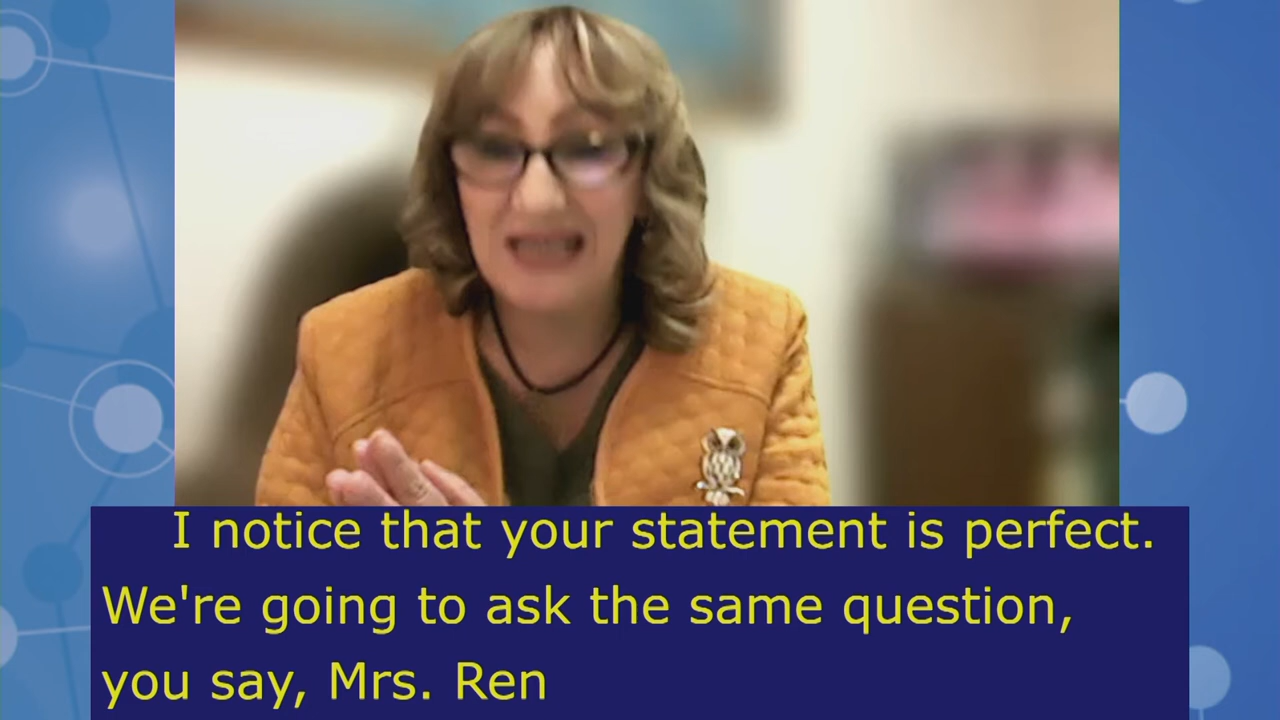 I notice that your statement is perfect.
We're going to ask the same question,
you say, Mrs. Ren